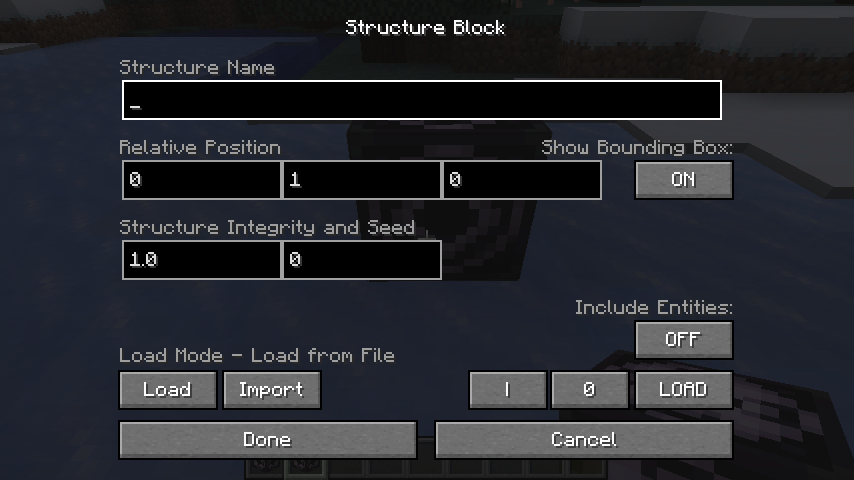 Structure Block
Structure Name
_
Relative Position Show Bounding Box:
0 1 0 ON
Structure Integrity and Seed
1.0 0
Include Entities:
OFF
Load Mode - Load from File
Load Import | 0 LOAD
Done Cancel